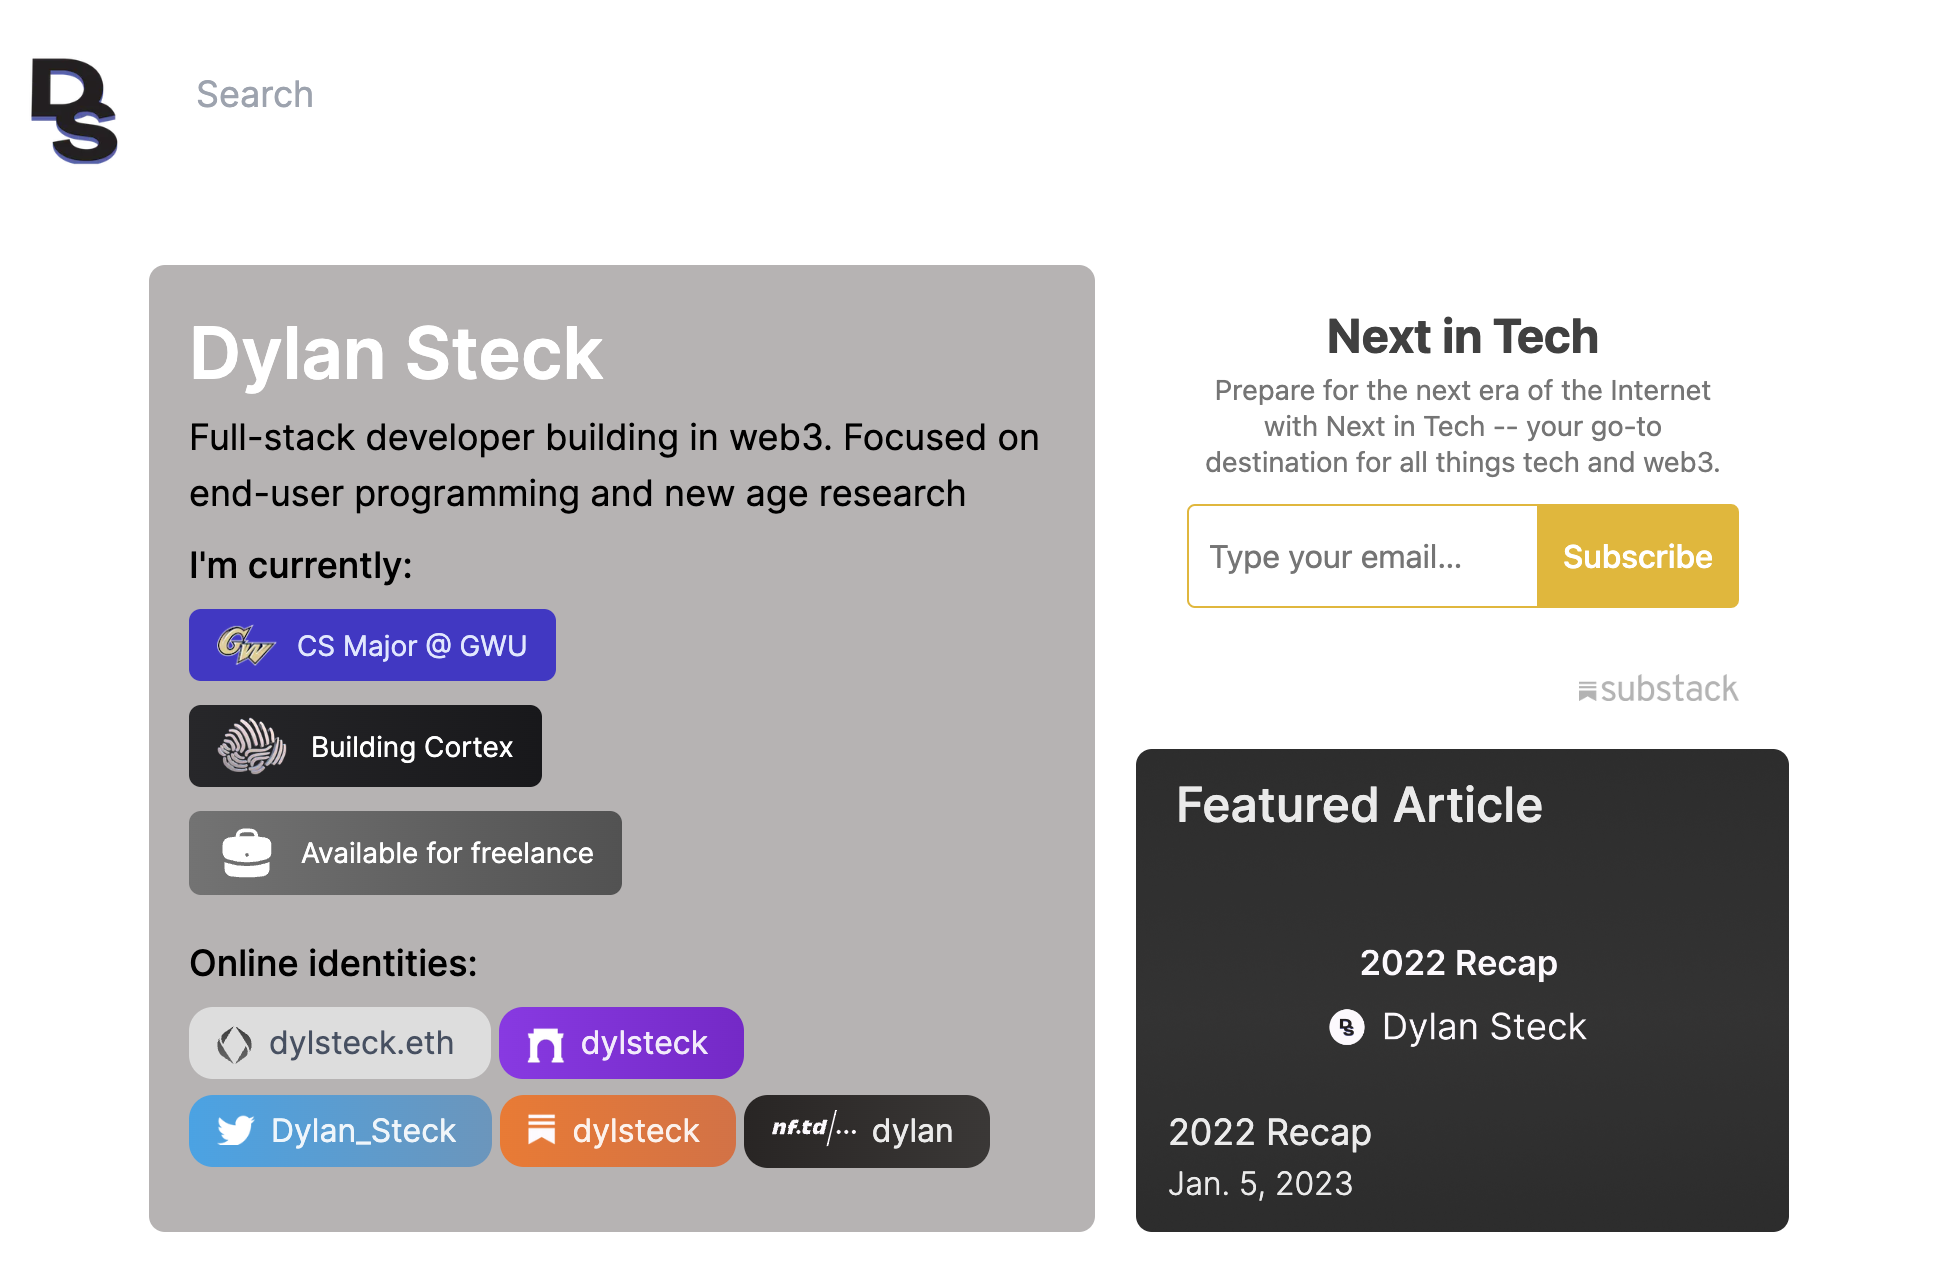 DS
Search
Dylan Steck
Full-stack developer building in web3. Focused on
end-user programming and new age research
I'm currently:
GW CS Major @ GWU
Building Cortex
Available for freelance
Online identities:
dylsteck.eth
dylsteck
Dylan_Steck
dylsteck
nf.td/... dylan
Next in Tech
Prepare for the next era of the Internet
with Next in Tech -- your go-to
destination for all things tech and web3.
Type your email...
Subscribe
substack
Featured Article
2022 Recap
DS Dylan Steck
2022 Recap
Jan. 5, 2023